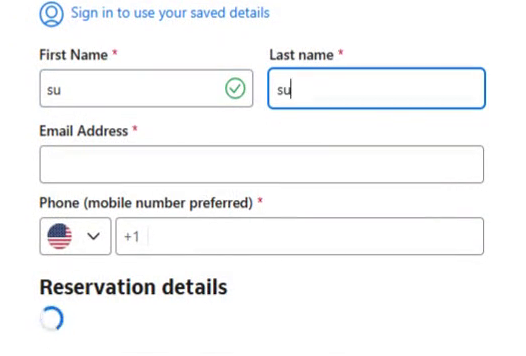 Sign in to use your saved details
First Name * Last name *
su su
Email Address *
Phone (mobile number preferred) *
+1
Reservation details